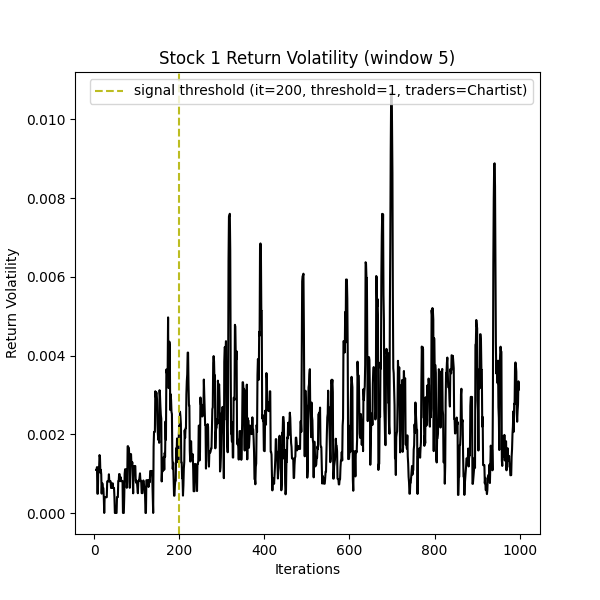 Stock 1 Return Volatility (window 5)
signal threshold (it=200, threshold=1, traders=Chartist)
0.010
0.008
0.006
0.004
0.002
0.000
Return Volatility
0 200 400 600 800 1000
Iterations